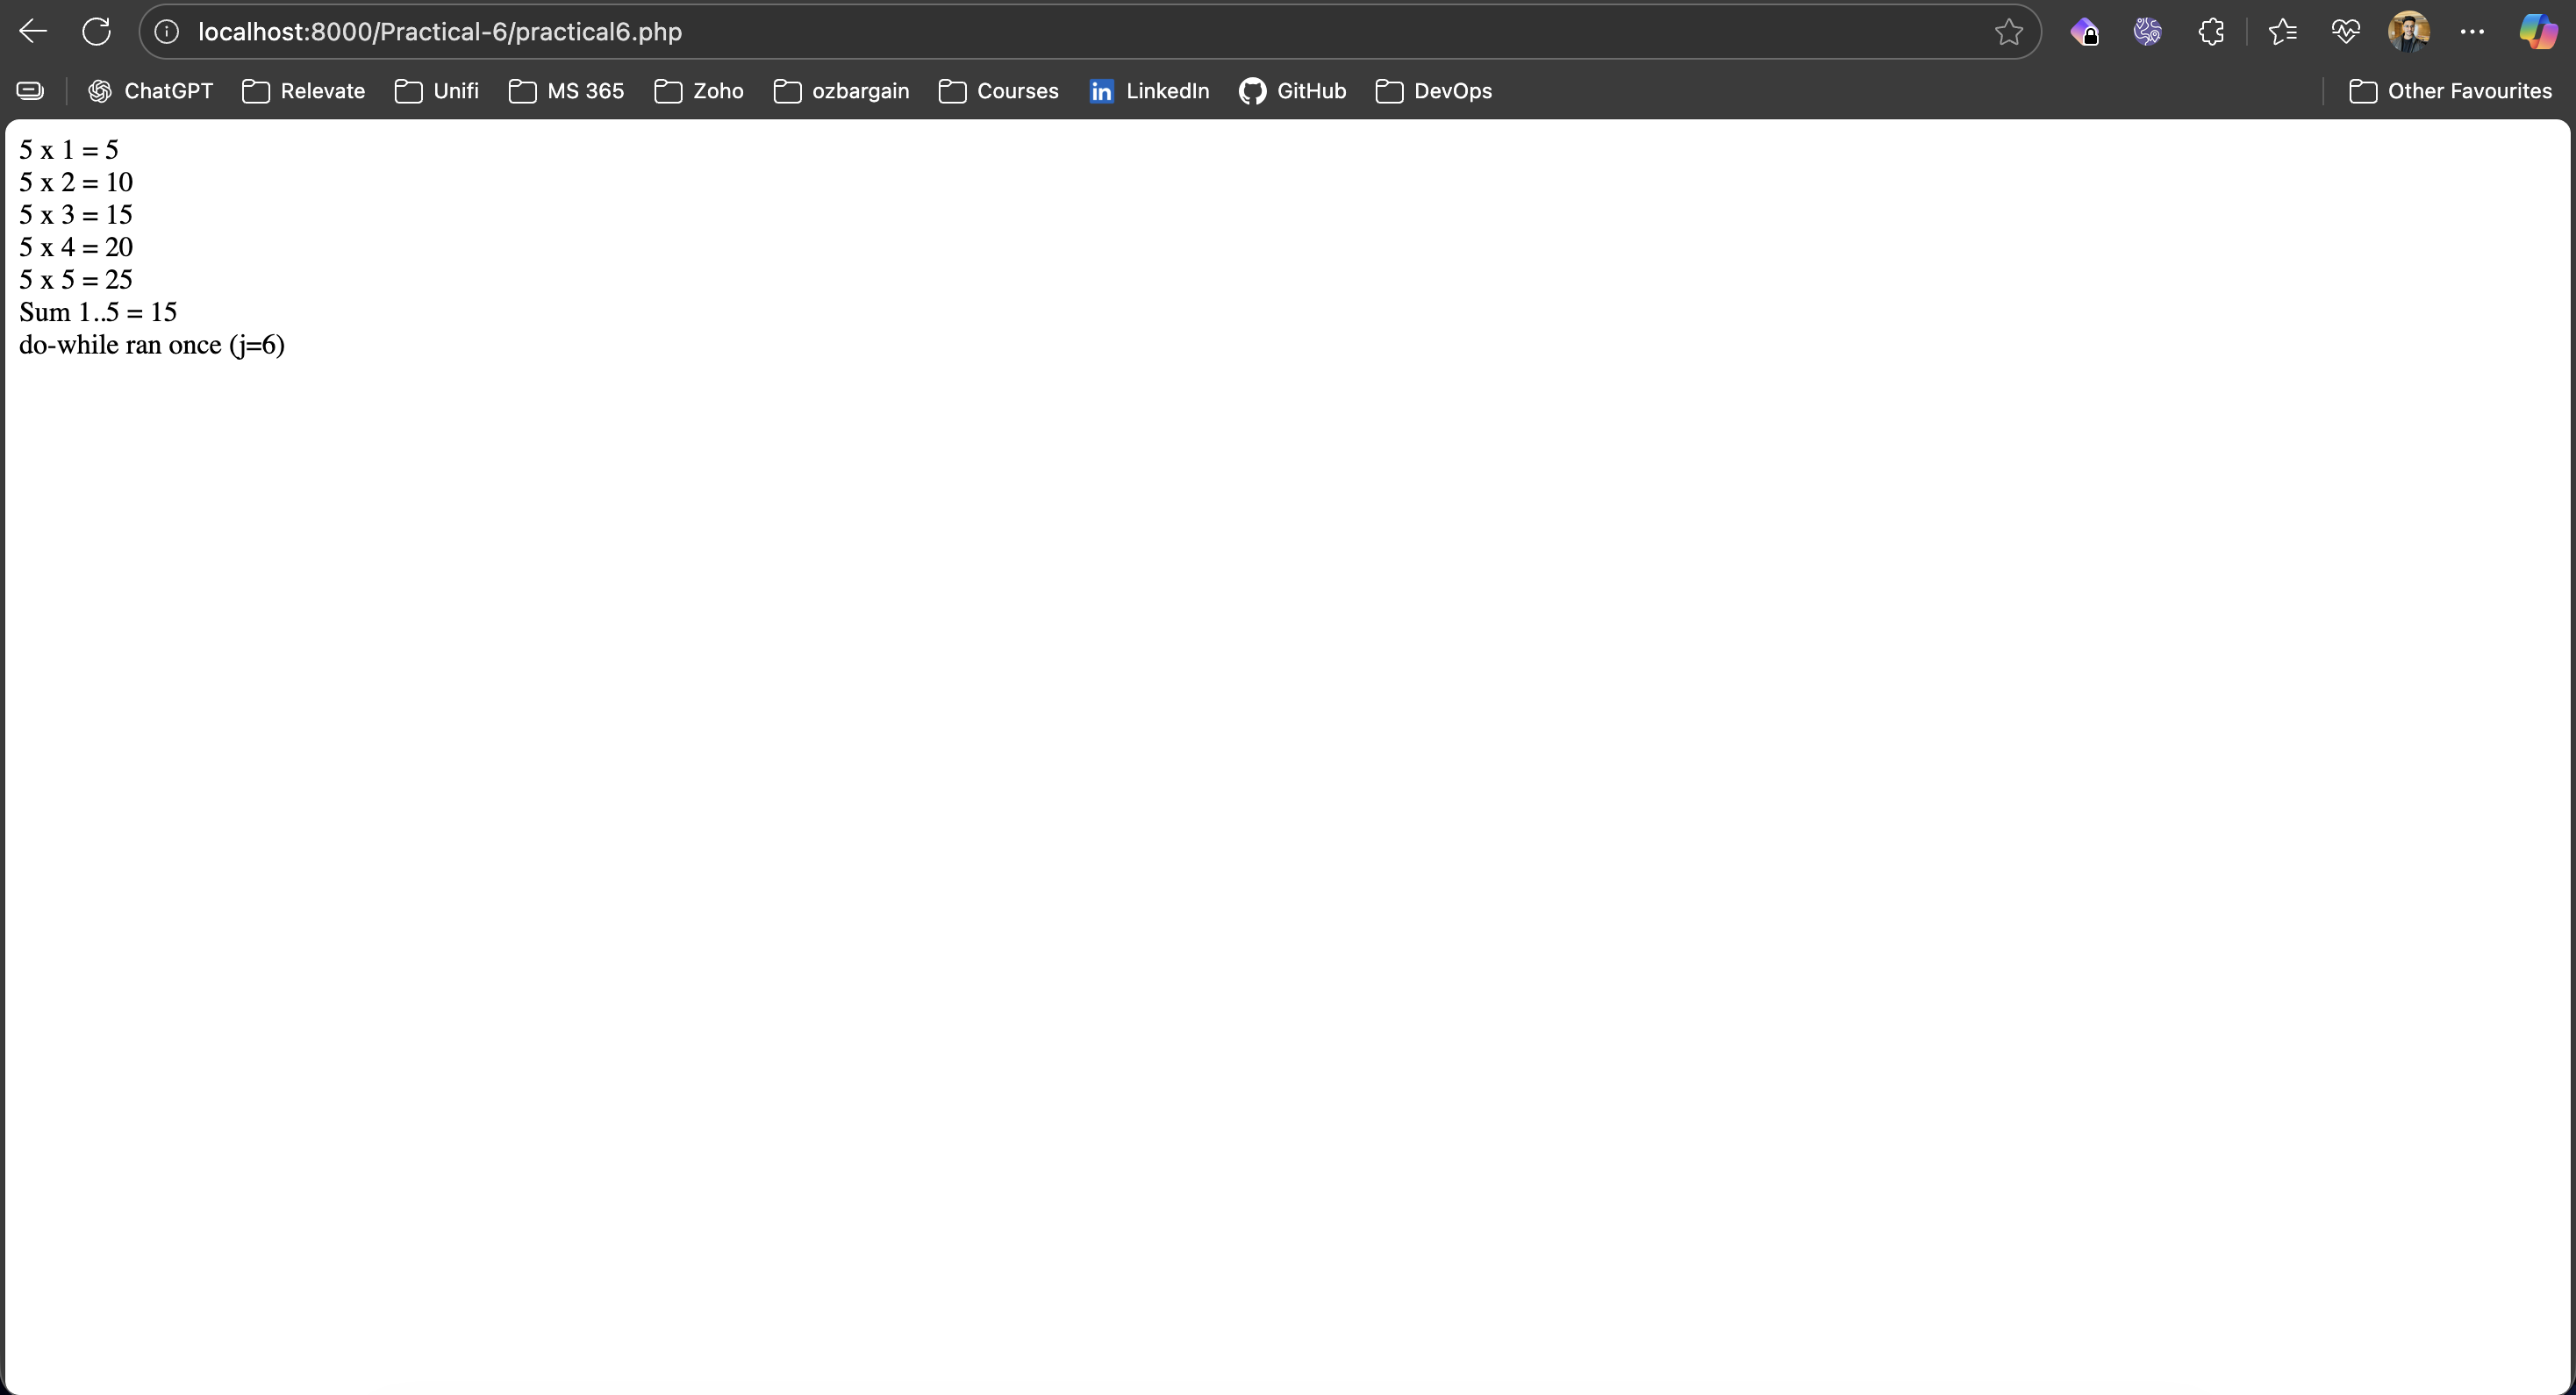 localhost:8000/Practical-6/practical6.php
ChatGPT Relevate Unifi MS 365 Zoho ozbargain Courses LinkedIn GitHub DevOps Other Favourites
5 x 1 = 5
5 x 2 = 10
5 x 3 = 15
5 x 4 = 20
5 x 5 = 25
Sum 1..5 = 15
do-while ran once (j=6)